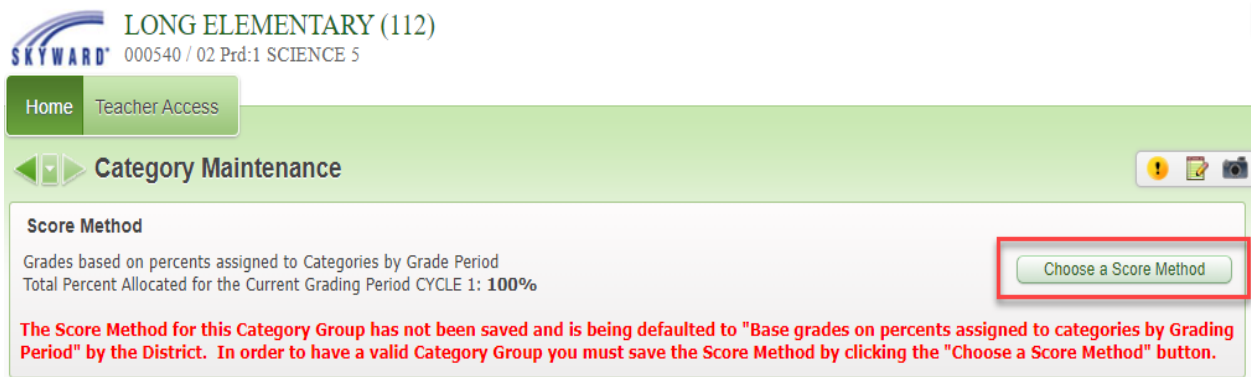 LONG ELEMENTARY (112)
SKYWARD®
000540 / 02 Prd:1 SCIENCE 5
Home Teacher Access
Category Maintenance
Score Method
Grades based on percents assigned to Categories by Grade Period
Total Percent Allocated for the Current Grading Period CYCLE 1: 100%
Choose a Score Method
The Score Method for this Category Group has not been saved and is being defaulted to "Base grades on percents assigned to categories by Grading
Period" by the District. In order to have a valid Category Group you must save the Score Method by clicking the "Choose a Score Method" button.